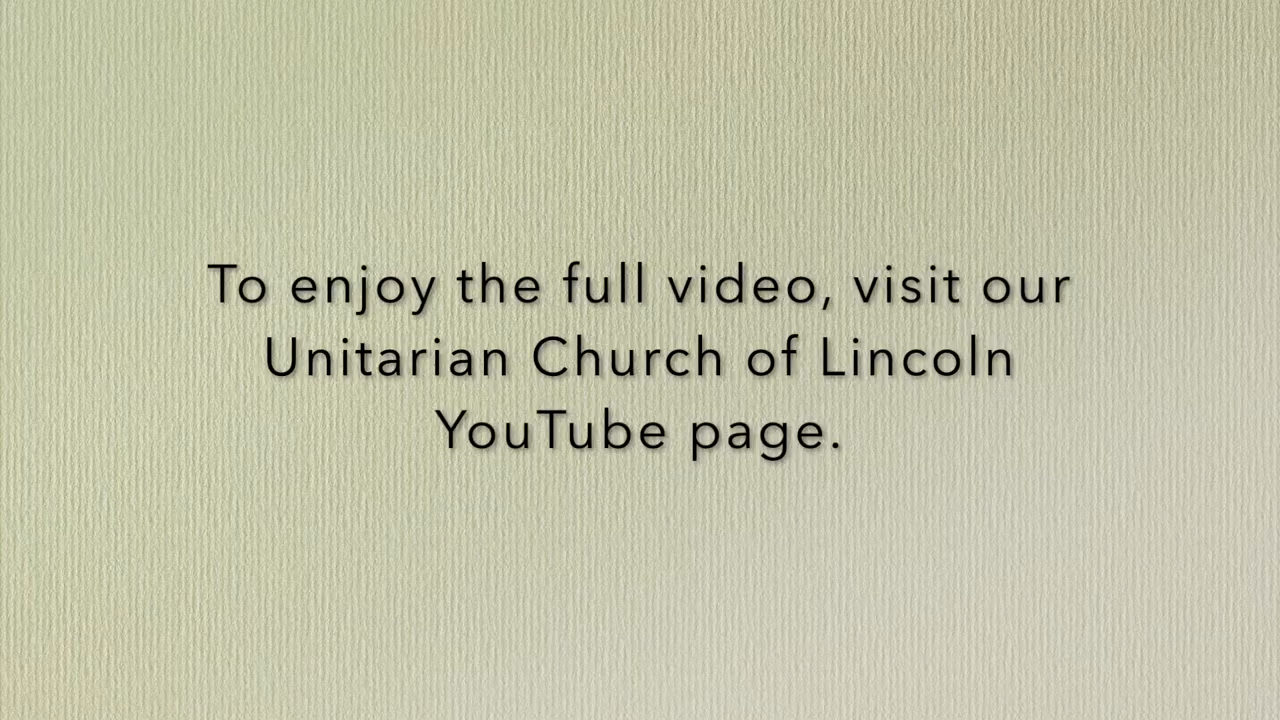 To enjoy the full video, visit our
Unitarian Church of Lincoln
YouTube page.